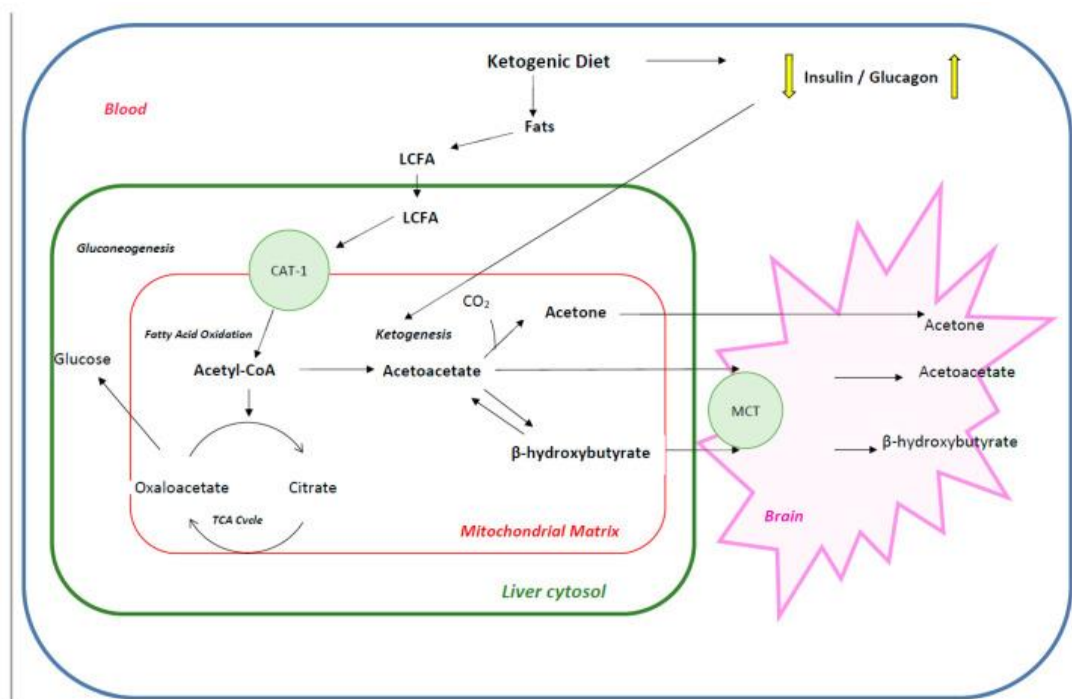 Ketogenic Diet
Insulin / Glucagon
Blood
Fats
LCFA
LCFA
Gluconeogenesis
CAT-1
CO2
Acetone
Fatty Acid Oxidation
Ketogenesis
Acetone
Glucose
Acetyl-CoA
Acetoacetate
Acetoacetate
MCT
β-hydroxybutyrate
β-hydroxybutyrate
Oxaloacetate
Citrate
TCA Cycle
Brain
Mitochondrial Matrix
Liver cytosol